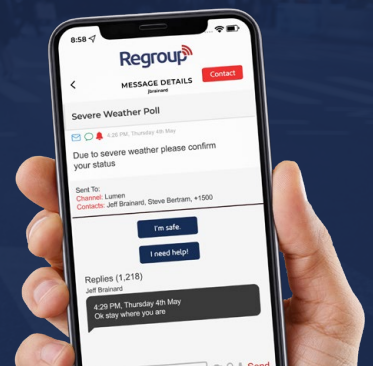 8:58
Regroup
MESSAGE DETAILS
jbrainard
Contact
Severe Weather Poll
4:28 PM, Thursday 4th May
Due to severe weather please confirm
your status
Sent To:
Channel: Lumen
Contacts: Jeff Brainard, Steve Bertram, +1500
I'm safe.
I need help!
Replies (1,218)
Jeff Brainard
4:29 PM, Thursday 4th May
Ok stay where you are
Send